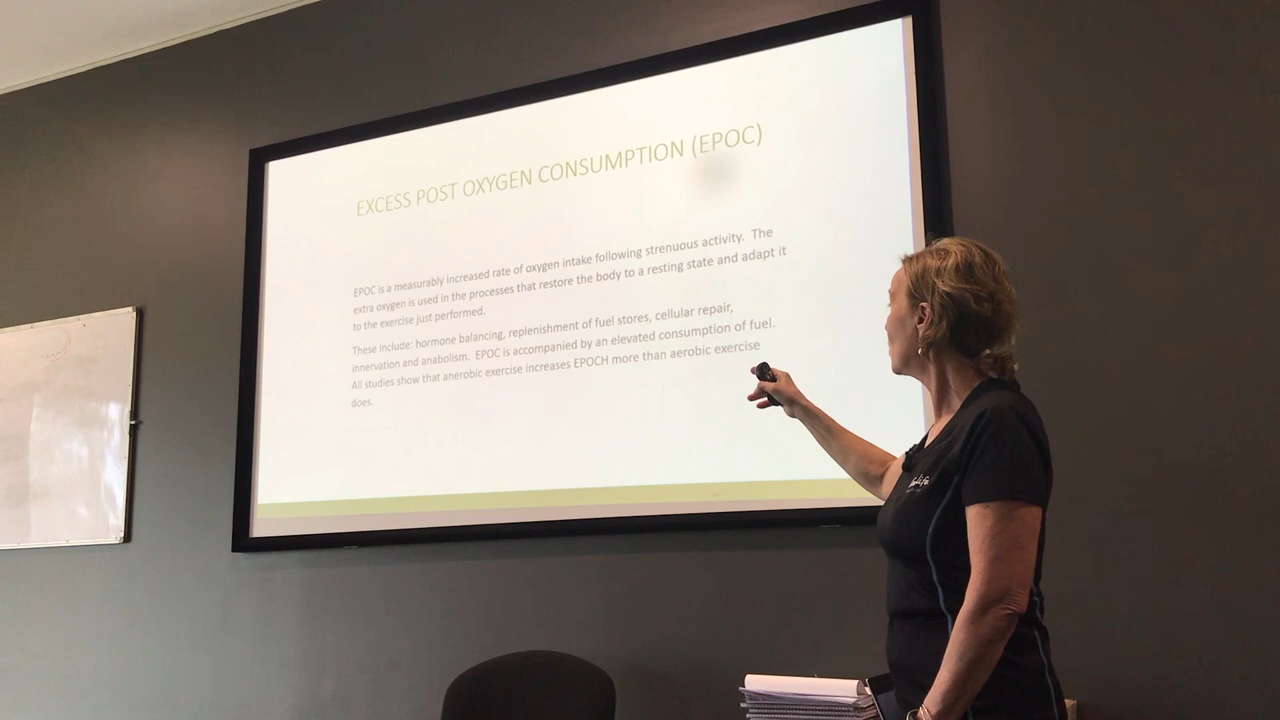 EXCESS POST OXYGEN CONSUMPTION (EPOC)
EPOC is a measurably increased rate of oxygen intake following strenuous activity. The
extra oxygen is used in the processes that restore the body to a resting state and adapt it
to the exercise just performed.
These include: hormone balancing, replenishment of fuel stores, cellular repair,
innervation and anabolism. EPOC is accompanied by an elevated consumption of fuel.
All studies show that anerobic exercise increases EPOCH more than aerobic exercise
does.